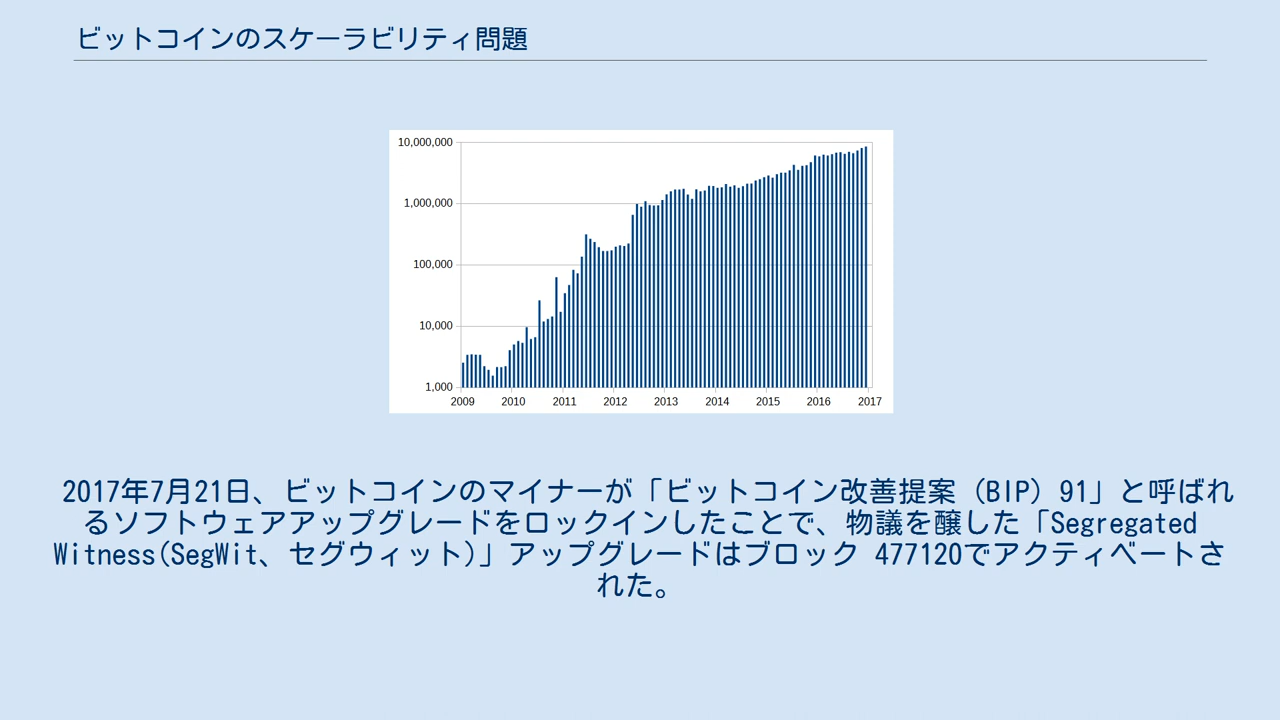 ビットコインのスケーラビリティ問題
10,000,000
1,000,000
100,000
10,000
1,000
2009 2010 2011 2012 2013 2014 2015 2016 2017
2017年7月21日、ビットコインのマイナーが「ビットコイン改善提案（BIP）91」と呼ばれ
るソフトウェアアップグレードをロックインしたことで、物議を醸した「Segregated
Witness(SegWit、セグウィット)」アップグレードはブロック 477120でアクティベートさ
れた。